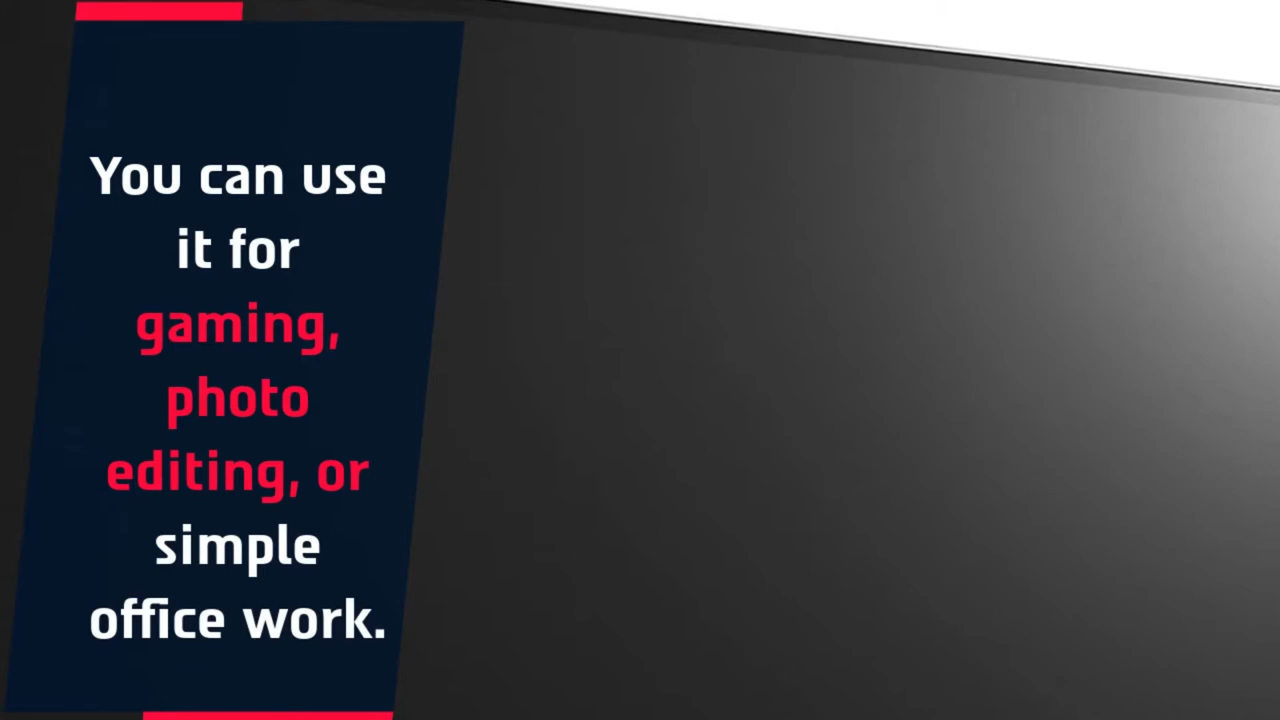 You can use
it for
gaming,
photo
editing, or
simple
office work.